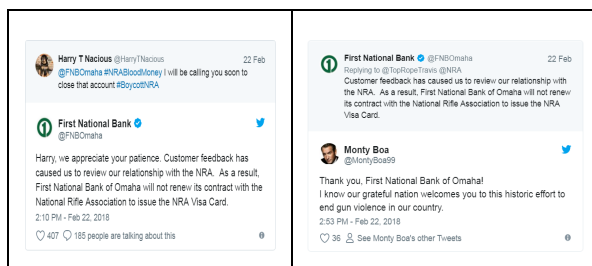 Harry T Nacious @HarryTNacious 22 Feb
@FNBOmaha #NRABloodMoney I will be calling you soon to
close that account #BoycottNRA
First National Bank
@FNBOmaha
Harry, we appreciate your patience. Customer feedback has
caused us to review our relationship with the NRA. As a result,
First National Bank of Omaha will not renew its contract with the
National Rifle Association to issue the NRA Visa Card.
2:10 PM - Feb 22, 2018
407 185 people are talking about this
First National Bank @FNBOmaha 22 Feb
Replying to @TopRopeTravis @NRA
Customer feedback has caused us to review our relationship with
the NRA. As a result, First National Bank of Omaha will not renew
its contract with the National Rifle Association to issue the NRA
Visa Card.
Monty Boa
@MontyBoa99
Thank you, First National Bank of Omaha!
I know our grateful nation welcomes you to this historic effort to
end gun violence in our country.
2:53 PM - Feb 22, 2018
36 See Monty Boa's other Tweets